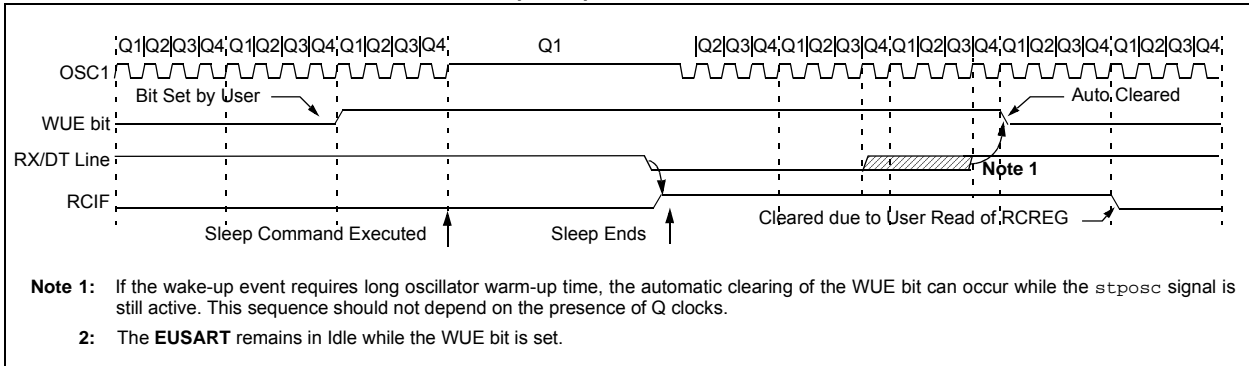 Q1|Q2|Q3|Q4 Q1|Q2|Q3|Q4 Q1|Q2|Q3|Q4 Q1 |Q2|Q3|Q4 Q1|Q2|Q3|Q4 Q1|Q2|Q3|Q4 Q1|Q2|Q3|Q4 Q1|Q2|Q3|Q4
OSC1
Bit Set by User Auto Cleared
WUE bit
RX/DT Line
Note 1
RCIF
Cleared due to User Read of RCREG
Sleep Command Executed Sleep Ends
Note 1: If the wake-up event requires long oscillator warm-up time, the automatic clearing of the WUE bit can occur while the stposc signal is
still active. This sequence should not depend on the presence of Q clocks.
2: The EUSART remains in Idle while the WUE bit is set.